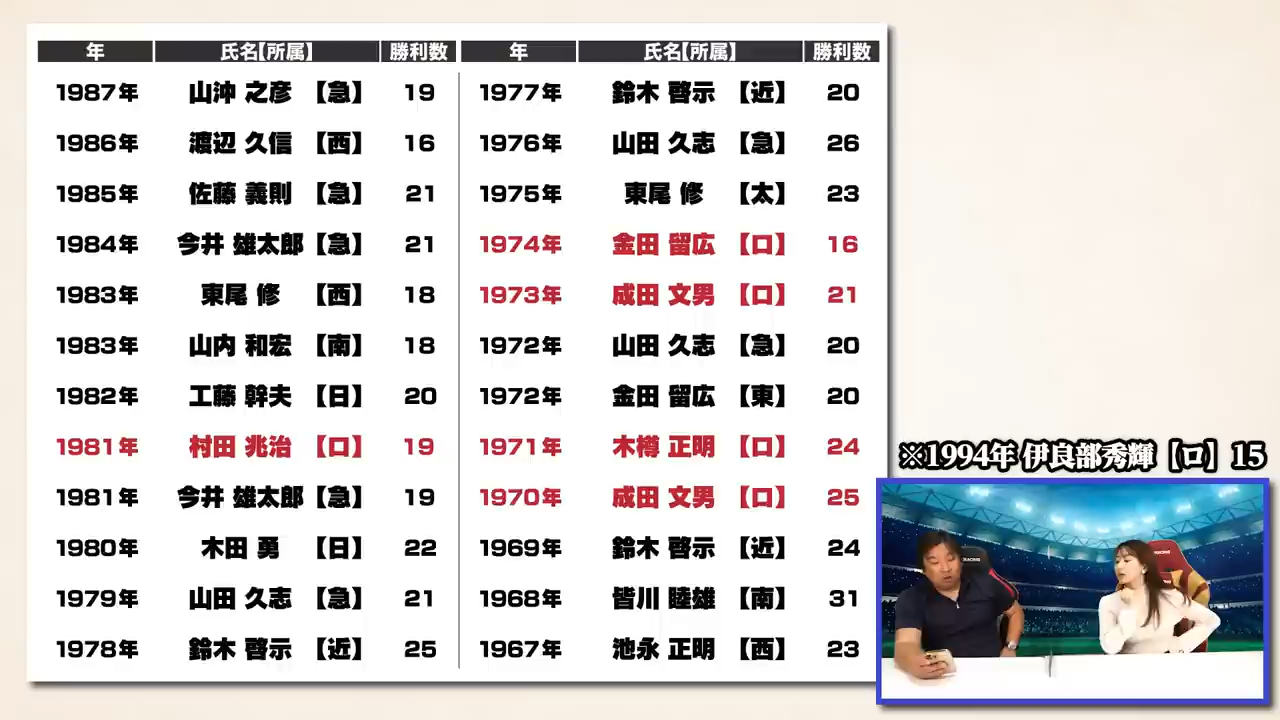 年 氏名【所属】 勝利数
1987年 山沖 之彦 【急】 19
1986年 渡辺 久信 【西】 16
1985年 佐藤 義則 【急】 21
1984年 今井 雄太郎【急】 21
1983年 東尾 修 【西】 18
1983年 山内 和宏 【南】 18
1982年 工藤 幹夫 【日】 20
1981年 村田 兆治 【ロ】 19
1981年 今井 雄太郎【急】 19
1980年 木田 勇 【日】 22
1979年 山田 久志 【急】 21
1978年 鈴木 啓示 【近】 25
年 氏名【所属】 勝利数
1977年 鈴木 啓示 【近】 20
1976年 山田 久志 【急】 26
1975年 東尾 修 【太】 23
1974年 金田 留広 【ロ】 16
1973年 成田 文男 【ロ】 21
1972年 山田 久志 【急】 20
1972年 金田 留広 【東】 20
1971年 木樽 正明 【ロ】 24
1970年 成田 文男 【ロ】 25
1969年 鈴木 啓示 【近】 24
1968年 皆川 睦雄 【南】 31
1967年 池永 正明 【西】 23
※1994年 伊良部秀輝【ロ】15
RACING
RACING